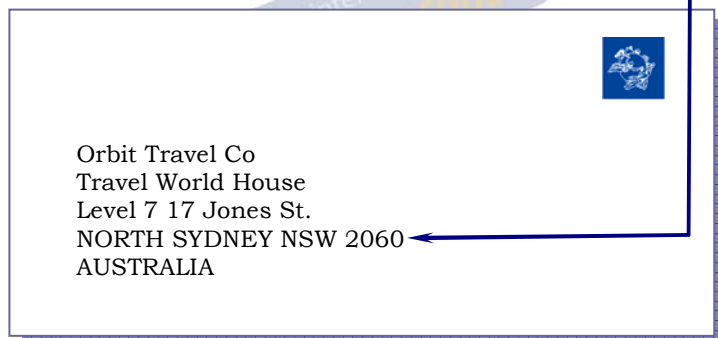 Orbit Travel Co
Travel World House
Level 7 17 Jones St.
NORTH SYDNEY NSW 2060
AUSTRALIA